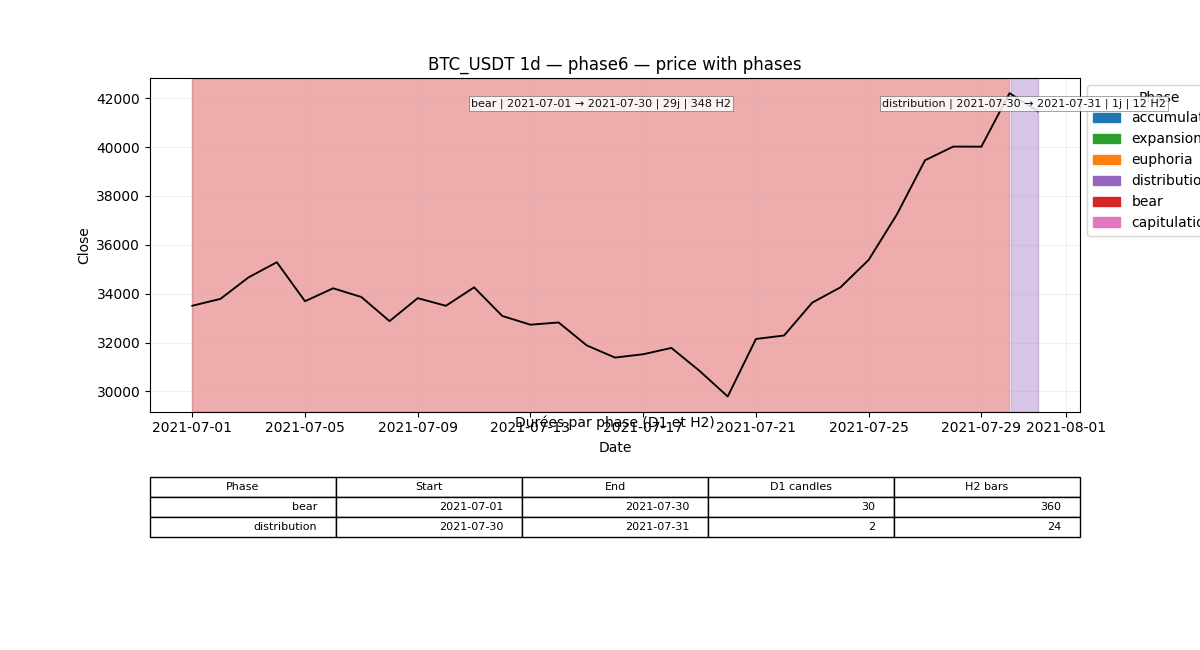 BTC_USDT 1d — phase6 — price with phases
42000
40000
38000
36000
34000
32000
30000
Close
bear | 2021-07-01 → 2021-07-30 | 29j | 348 H2
distribution | 2021-07-30 → 2021-07-31 | 1j | 12 H2
Phase
accumulat
expansion
euphoria
distributio
bear
capitulatio
2021-07-01 2021-07-05 2021-07-09 2021-07-13 2021-07-17 2021-07-21 2021-07-25 2021-07-29 2021-08-01
Durées par phase (D1 et H2)
Date
Phase Start End D1 candles H2 bars
bear 2021-07-01 2021-07-30 30 360
distribution 2021-07-30 2021-07-31 2 24